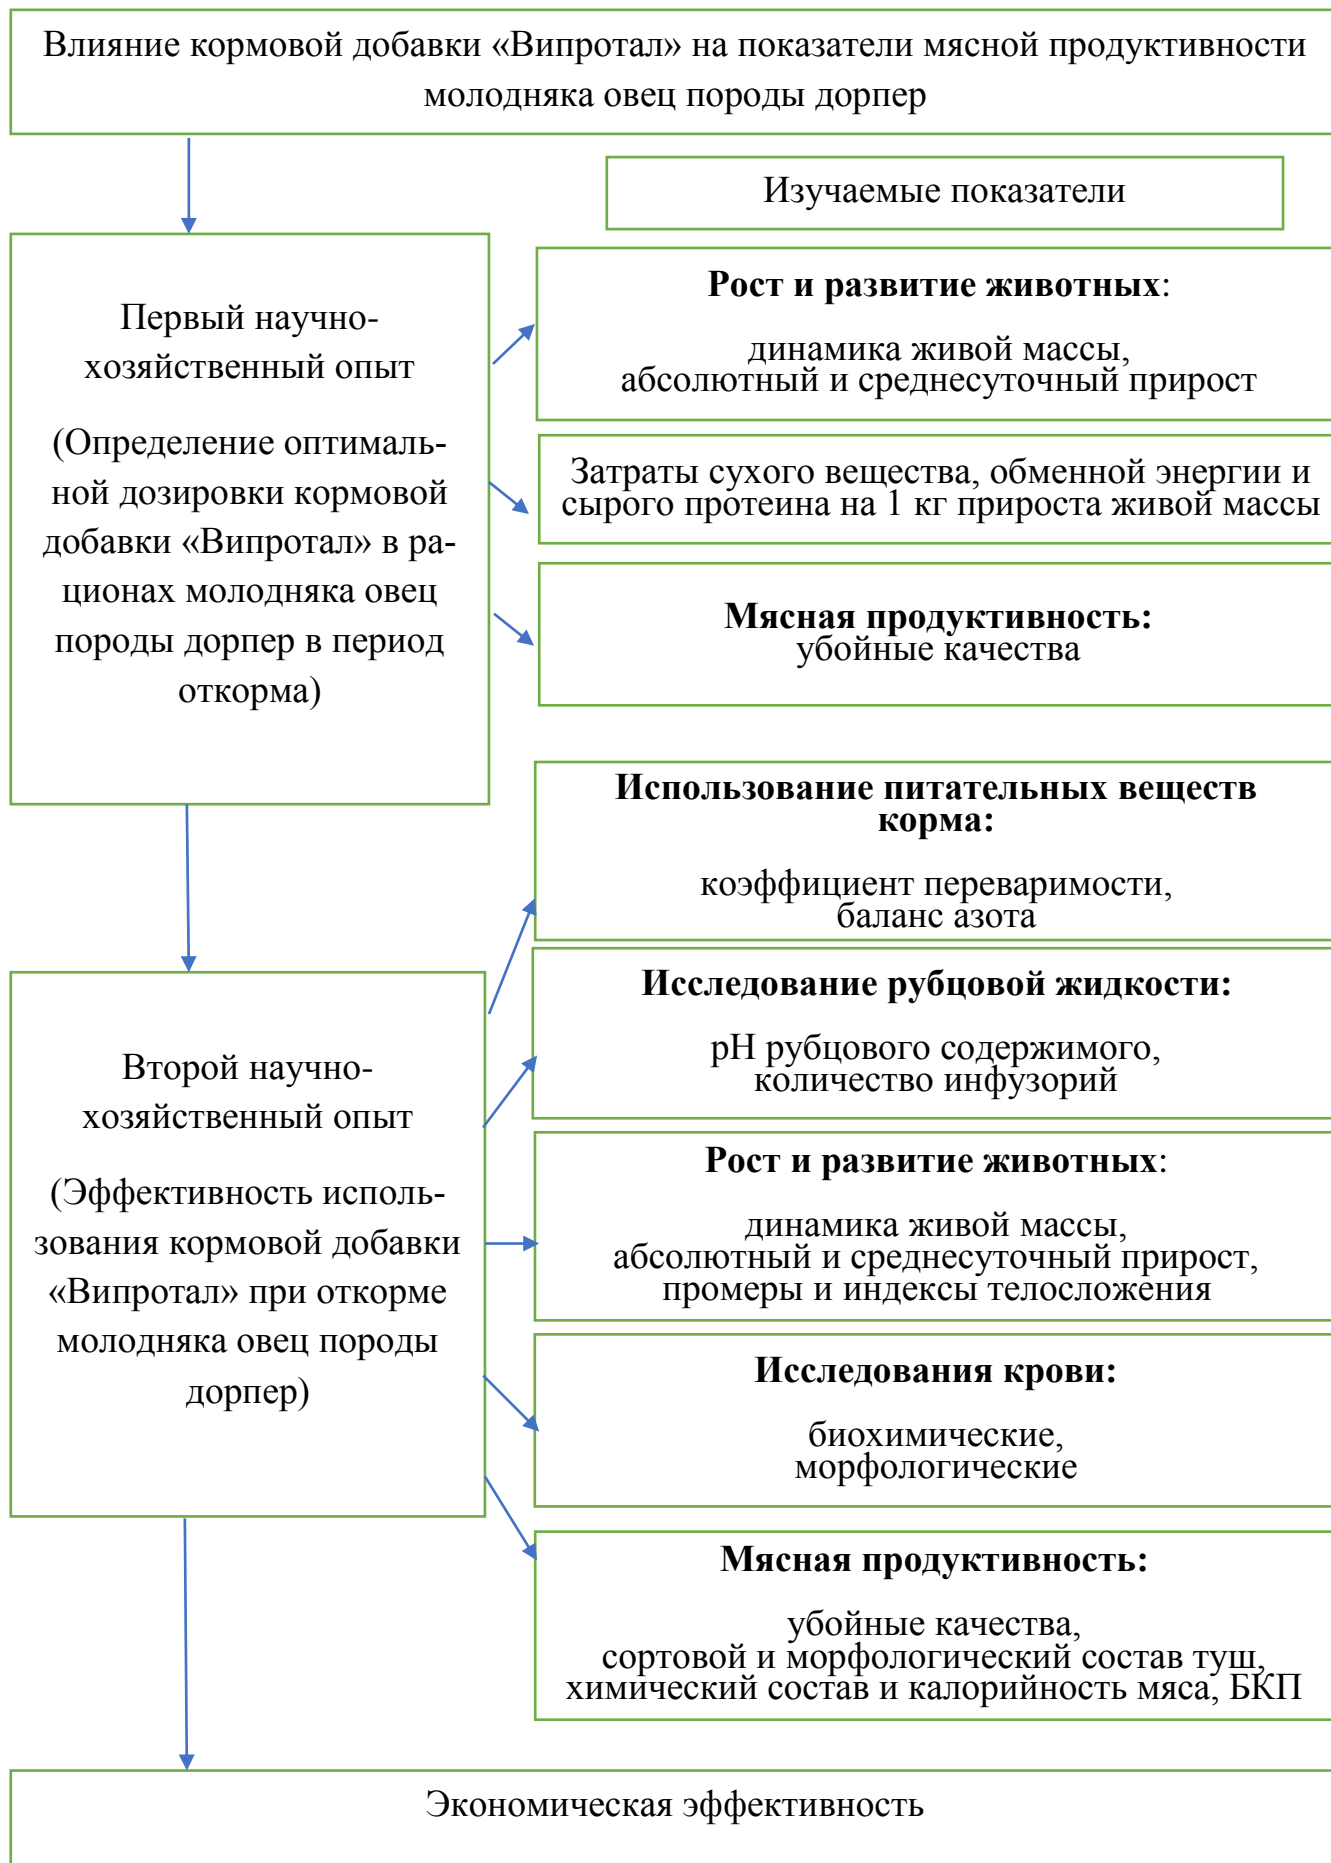 Влияние кормовой добавки «Випротал» на показатели мясной продуктивности
молодняка овец породы дорпер
Изучаемые показатели
Первый научно-
хозяйственный опыт
(Определение оптималь-
ной дозировки кормовой
добавки «Випротал» в ра-
ционах молодняка овец
породы дорпер в период
откорма)
Рост и развитие животных:
динамика живой массы,
абсолютный и среднесуточный прирост
Затраты сухого вещества, обменной энергии и
сырого протеина на 1 кг прироста живой массы
Мясная продуктивность:
убойные качества
Второй научно-
хозяйственный опыт
(Эффективность исполь-
зования кормовой добавки
«Випротал» при откорме
молодняка овец породы
дорпер)
Использование питательных веществ
корма:
коэффициент переваримости,
баланс азота
Исследование рубцовой жидкости:
рН рубцового содержимого,
количество инфузорий
Рост и развитие животных:
динамика живой массы,
абсолютный и среднесуточный прирост,
промеры и индексы телосложения
Исследования крови:
биохимические,
морфологические
Мясная продуктивность:
убойные качества,
сортовой и морфологический состав туш,
химический состав и калорийность мяса, БКП
Экономическая эффективность